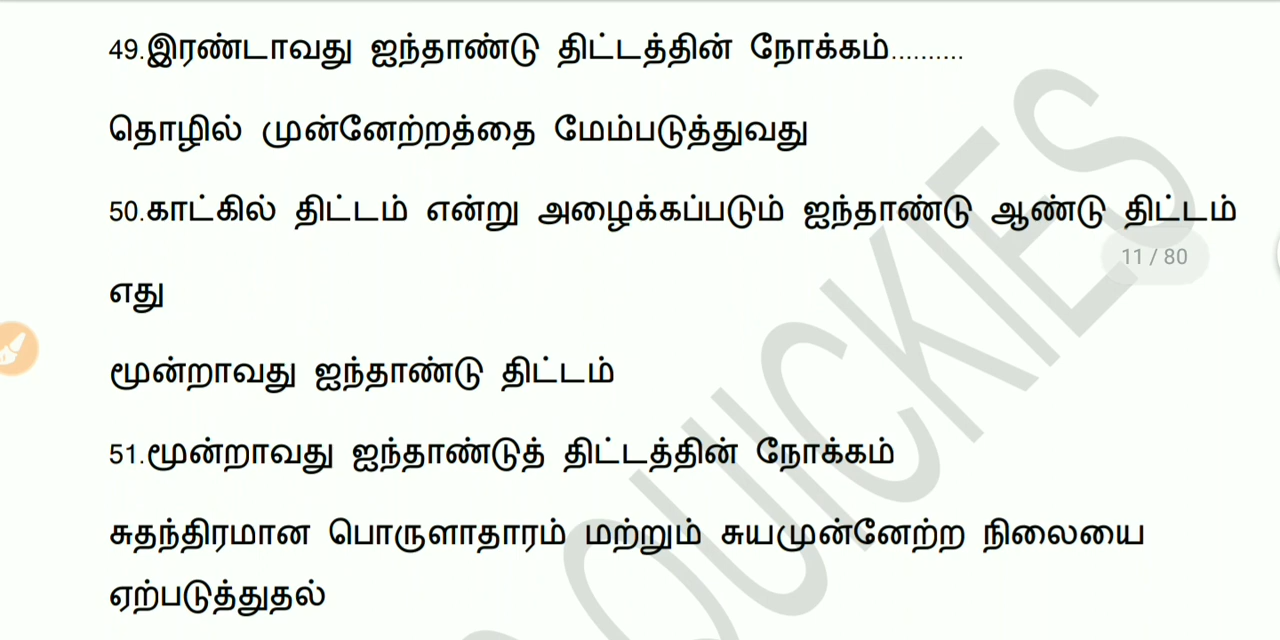 49.இரண்டாவது ஐந்தாண்டு திட்டத்தின் நோக்கம்..........
தொழில் முன்னேற்றத்தை மேம்படுத்துவது
50.காட்கில் திட்டம் என்று அழைக்கப்படும் ஐந்தாண்டு ஆண்டு திட்டம்
11 / 80
எது
மூன்றாவது ஐந்தாண்டு திட்டம்
51.மூன்றாவது ஐந்தாண்டுத் திட்டத்தின் நோக்கம்
சுதந்திரமான பொருளாதாரம் மற்றும் சுயமுன்னேற்ற நிலையை
ஏற்படுத்துதல்
QUICKIES